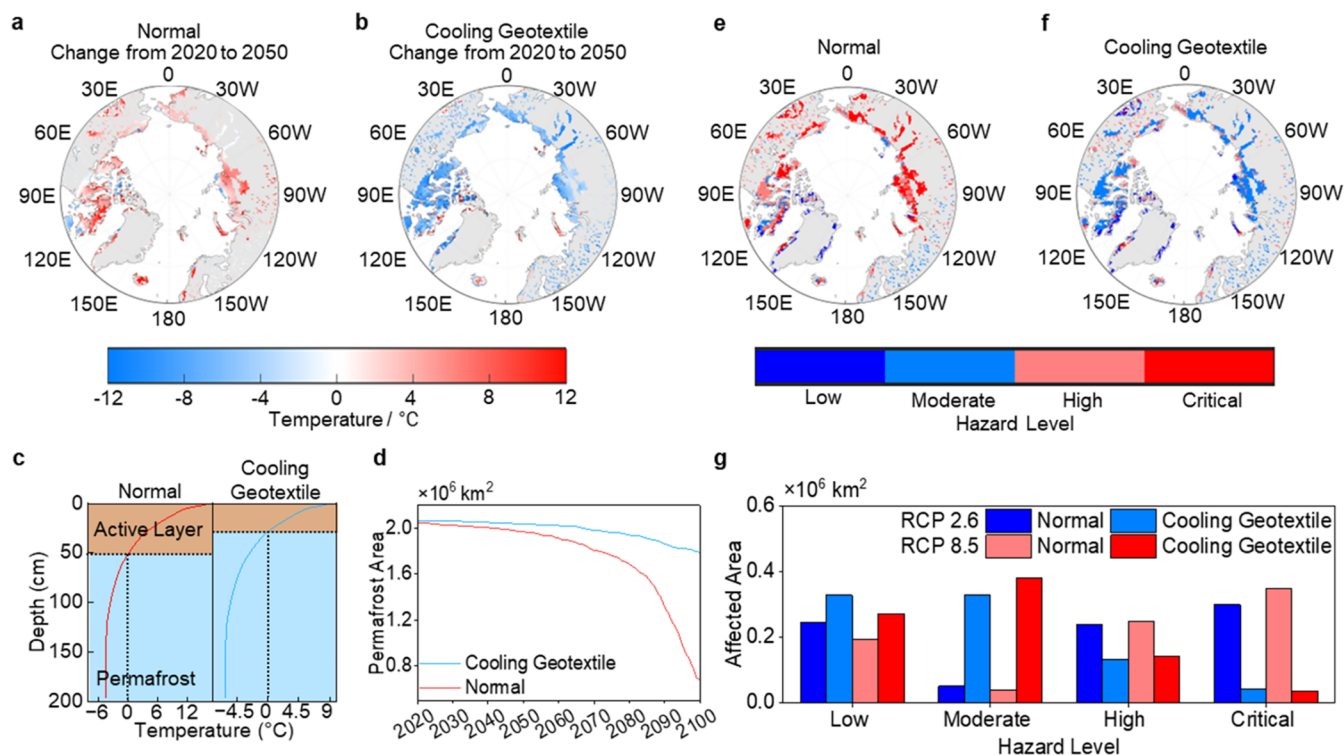 a
Normal
Change from 2020 to 2050
0
30E
30W
60E
60W
90E
90W
120E
120W
150E
150W
180
b
Cooling Geotextile
Change from 2020 to 2050
0
30E
30W
60E
60W
90E
90W
120E
120W
150E
150W
180
-12 -8 -4 0 4 8 12
Temperature / °C
e
Normal
0
30E
30W
60E
60W
90E
90W
120E
120W
150E
150W
180
f
Cooling Geotextile
0
30E
30W
60E
60W
90E
90W
120E
120W
150E
150W
180
Low Moderate High Critical
Hazard Level
c
Normal
Cooling
Geotextile
Active Layer
Permafrost
Depth (cm)
0
50
100
150
200
−6 0 6 12
−4.5 0 4.5 9
Temperature (°C)
d
×10⁶ km²
Permafrost Area
2.0
1.6
1.2
0.8
Cooling Geotextile
Normal
2020 2030 2040 2050 2060 2070 2080 2090 2100
g
×10⁶ km²
Affected Area
0.6
0.4
0.2
0.0
RCP 2.6 Normal Cooling Geotextile
RCP 8.5 Normal Cooling Geotextile
Low Moderate High Critical
Hazard Level